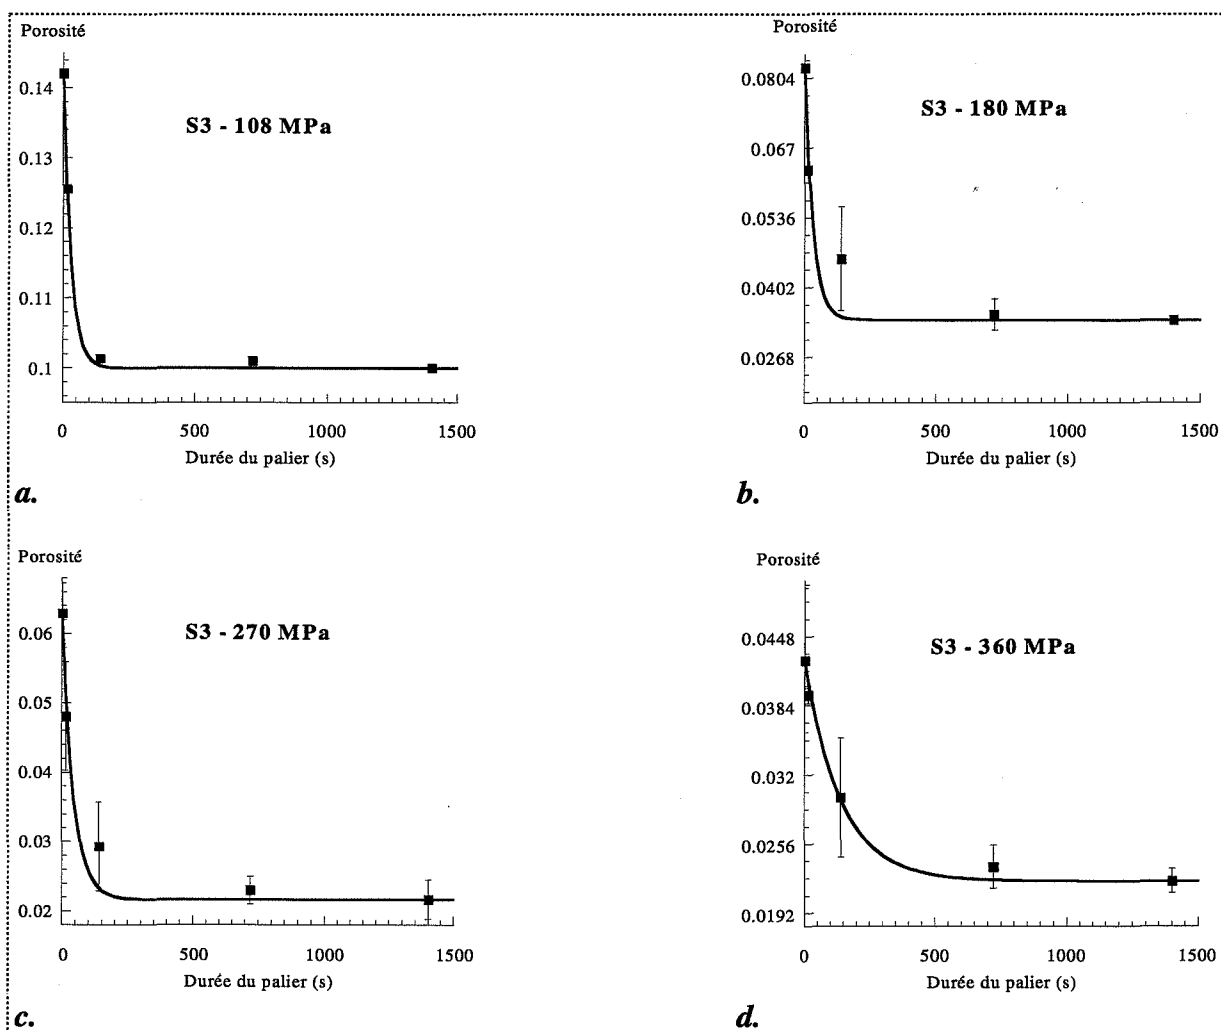 Porosité
S3 - 108 MPa
0.14
0.13
0.12
0.11
0.1
0 500 1000 1500
Durée du palier (s)
a.
Porosité
S3 - 180 MPa
0.0804
0.067
0.0536
0.0402
0.0268
0 500 1000 1500
Durée du palier (s)
b.
Porosité
S3 - 270 MPa
0.06
0.05
0.04
0.03
0.02
0 500 1000 1500
Durée du palier (s)
c.
Porosité
S3 - 360 MPa
0.0448
0.0384
0.032
0.0256
0.0192
0 500 1000 1500
Durée du palier (s)
d.